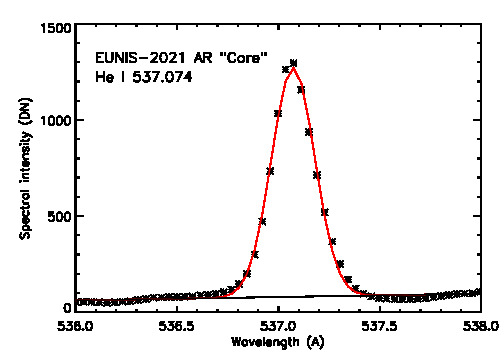 1500
EUNIS-2021 AR "Core"
He I 537.074
1000
500
0
Spectral intensity (DN)
536.0 536.5 537.0 537.5 538.0
Wavelength (A)